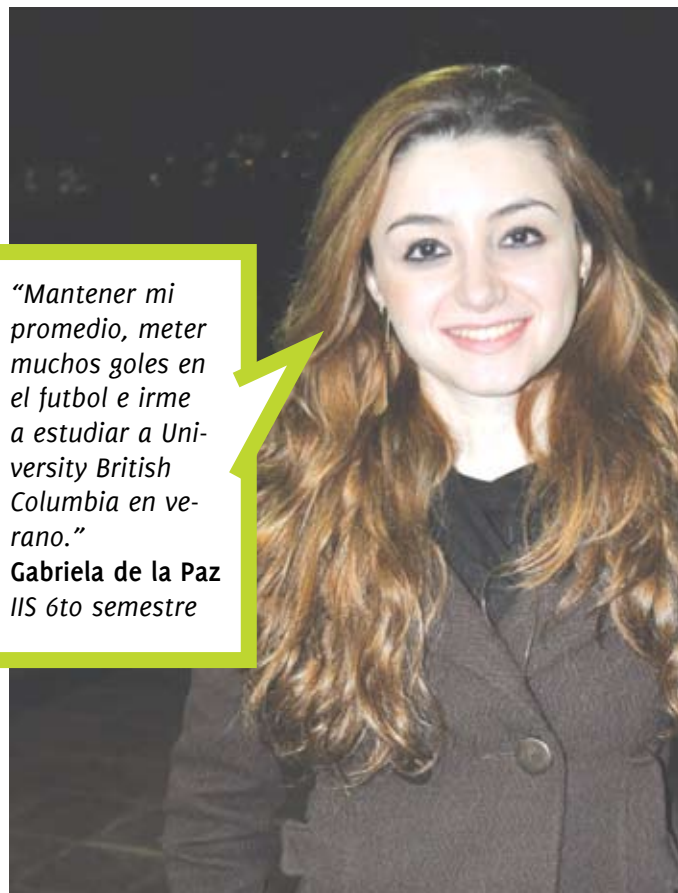 “Mantener mi
promedio, meter
muchos goles en
el futbol e irme
a estudiar a Uni-
versity British
Columbia en ve-
rano.”
Gabriela de la Paz
IIS 6to semestre